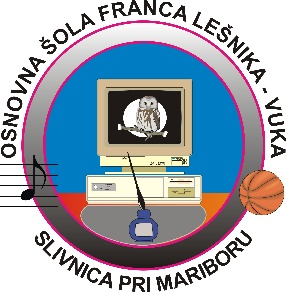 OSNOVNA ŠOLA FRANCA LEŠNIKA - VUKA
SLIVNICA PRI MARIBORU